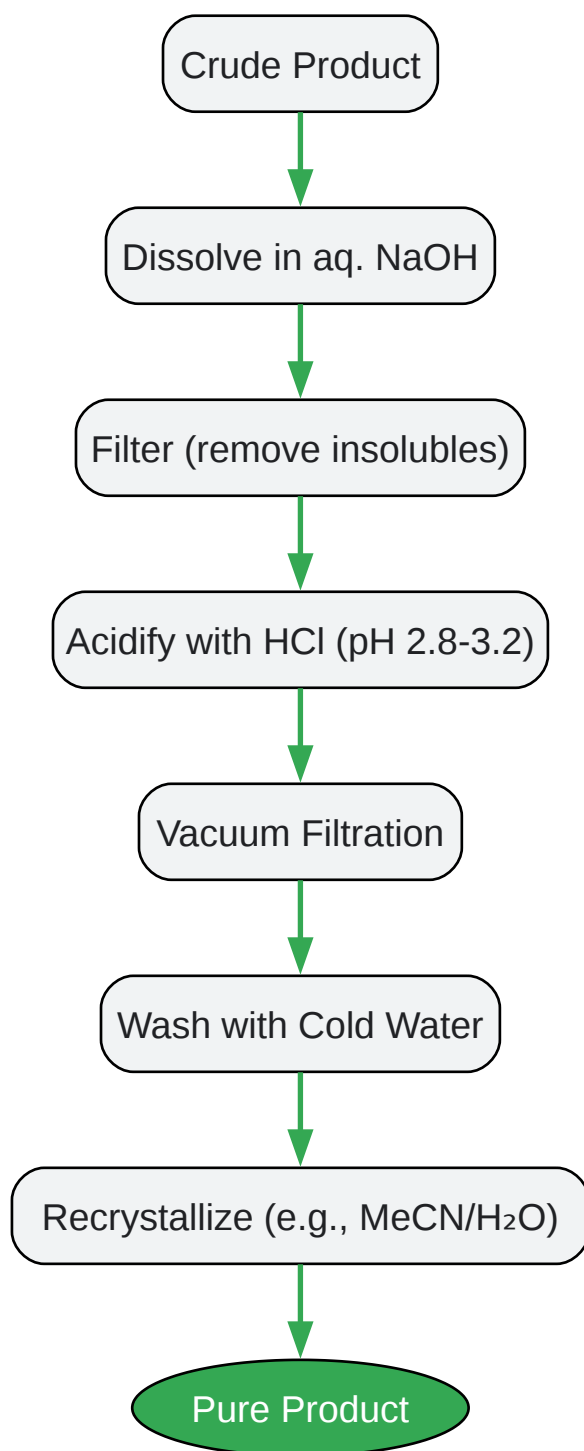 Crude Product
Dissolve in aq. NaOH
Filter (remove insolubles)
Acidify with HCl (pH 2.8-3.2)
Vacuum Filtration
Wash with Cold Water
Recrystallize (e.g., MeCN/H₂O)
Pure Product